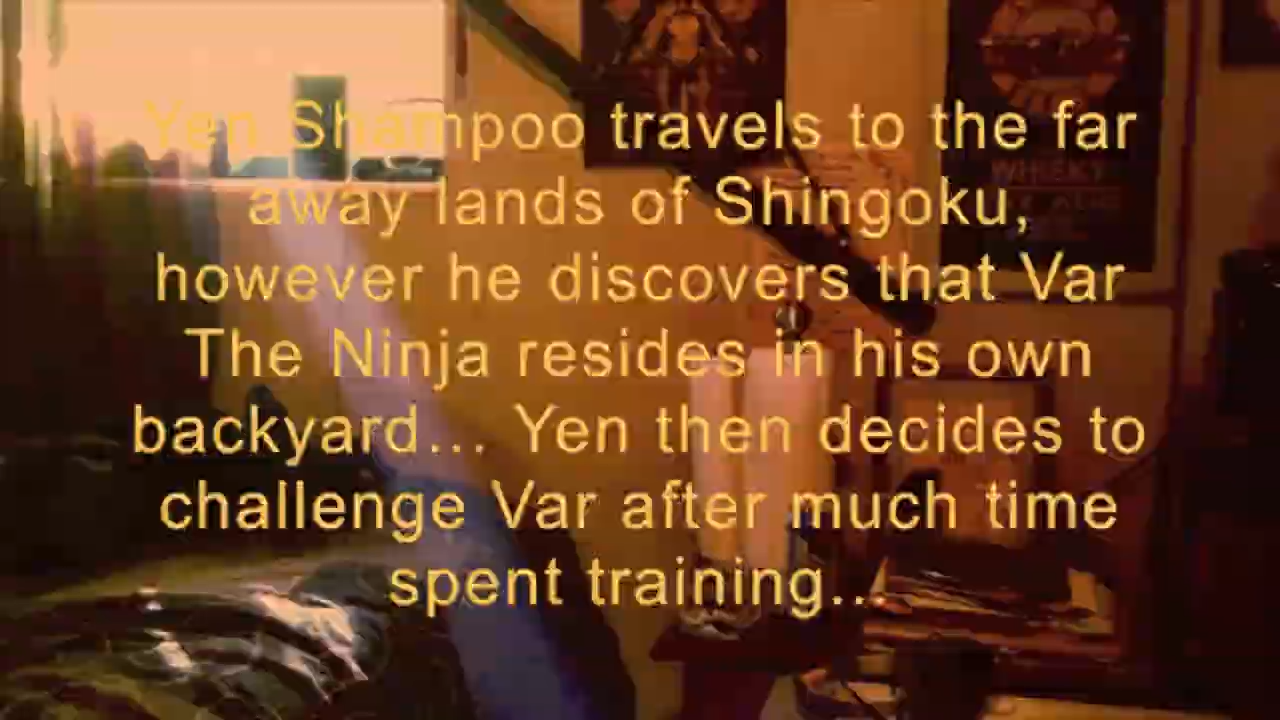 Yen Shampoo travels to the far
away lands of Shingoku,
however he discovers that Var
The Ninja resides in his own
backyard... Yen then decides to
challenge Var after much time
spent training...
WHISKY